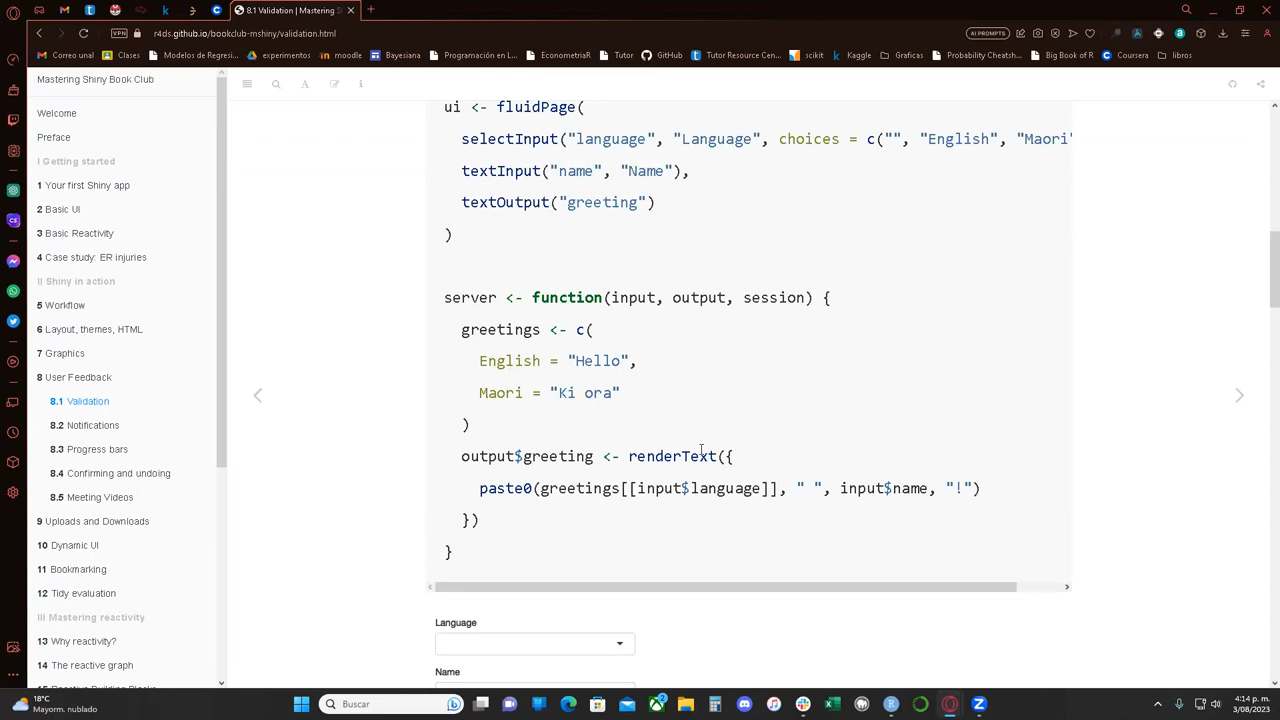 8.1 Validation | Mastering S
r4ds.github.io/bookclub-mshiny/validation.html
VPN
AI PROMPTS
Correo unal
Clases
Modelos de Regresi...
experimentos
moodle
Bayesiana
Programación en L...
EconometriaR
Tutor
GitHub
Tutor Resource Cen...
scikit
Kaggle
Graficas
Probability Cheatsh...
Big Book of R
Coursera
Mastering Shiny Book Club
Welcome
Preface
I Getting started
1 Your first Shiny app
2 Basic UI
3 Basic Reactivity
4 Case study: ER injuries
II Shiny in action
5 Workflow
6 Layout, themes, HTML
7 Graphics
8 User Feedback
8.1 Validation
8.2 Notifications
8.3 Progress bars
8.4 Confirming and undoing
8.5 Meeting Videos
9 Uploads and Downloads
10 Dynamic UI
11 Bookmarking
12 Tidy evaluation
III Mastering reactivity
13 Why reactivity?
14 The reactive graph
15 Reactive Building Blocks
ui <- fluidPage(
selectInput("language", "Language", choices = c("", "English", "Maori"
textInput("name", "Name"),
textOutput("greeting")
)
server <- function(input, output, session) {
greetings <- c(
English = "Hello",
Maori = "Ki ora"
)
output$greeting <- renderText({
paste0(greetings[[input$language]], " ", input$name, "!")
})
}
Language
Name
18°C
Mayorm. nublado
Buscar
4:14 p. m.
3/08/2023